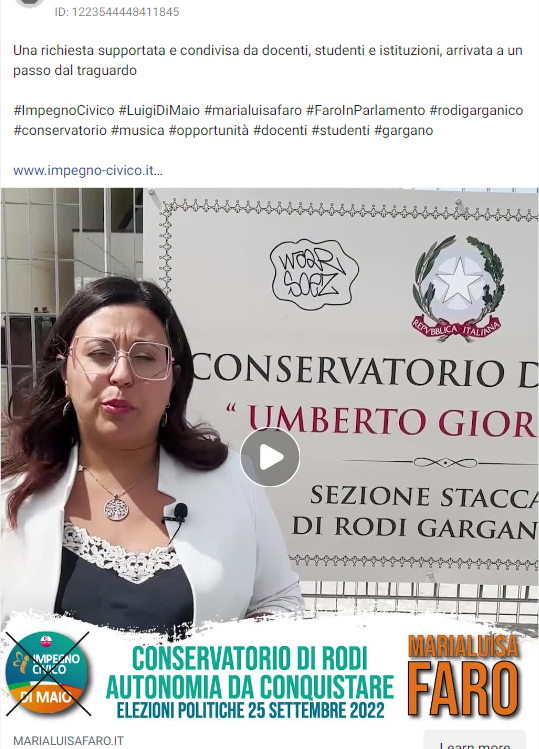 ID: 1223544448411845
Una richiesta supportata e condivisa da docenti, studenti e istituzioni, arrivata a un
passo dal traguardo
#ImpegnoCivico #LuigiDiMaio #marialuisafaro #FaroInParlamento #rodigarganico
#conservatorio #musica #opportunità #docenti #studenti #gargano
www.impegno-civico.it...
REPVBBLICA ITALIANA
CONSERVATORIO D
“ UMBERTO GIOR
SEZIONE STACCA
DI RODI GARGAN
IMPEGNO
CIVICO
DI MAIO
CONSERVATORIO DI RODI
AUTONOMIA DA CONQUISTARE
ELEZIONI POLITICHE 25 SETTEMBRE 2022
MARIALUISA
FARO
MARIALUISAFARO.IT
Learn more